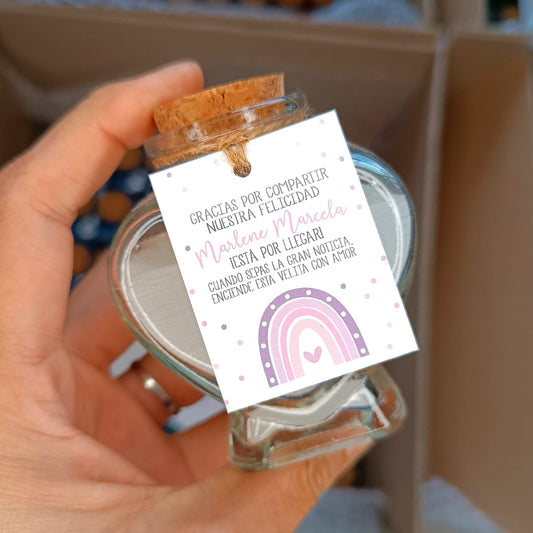 GRACIAS POR COMPARTIR
NUESTRA FELICIDAD
Marlene Marcela
¡ESTÁ POR LLEGAR!
CUANDO SEPAS LA GRAN NOTICIA,
ENCIENDE ESTA VELITA CON AMOR